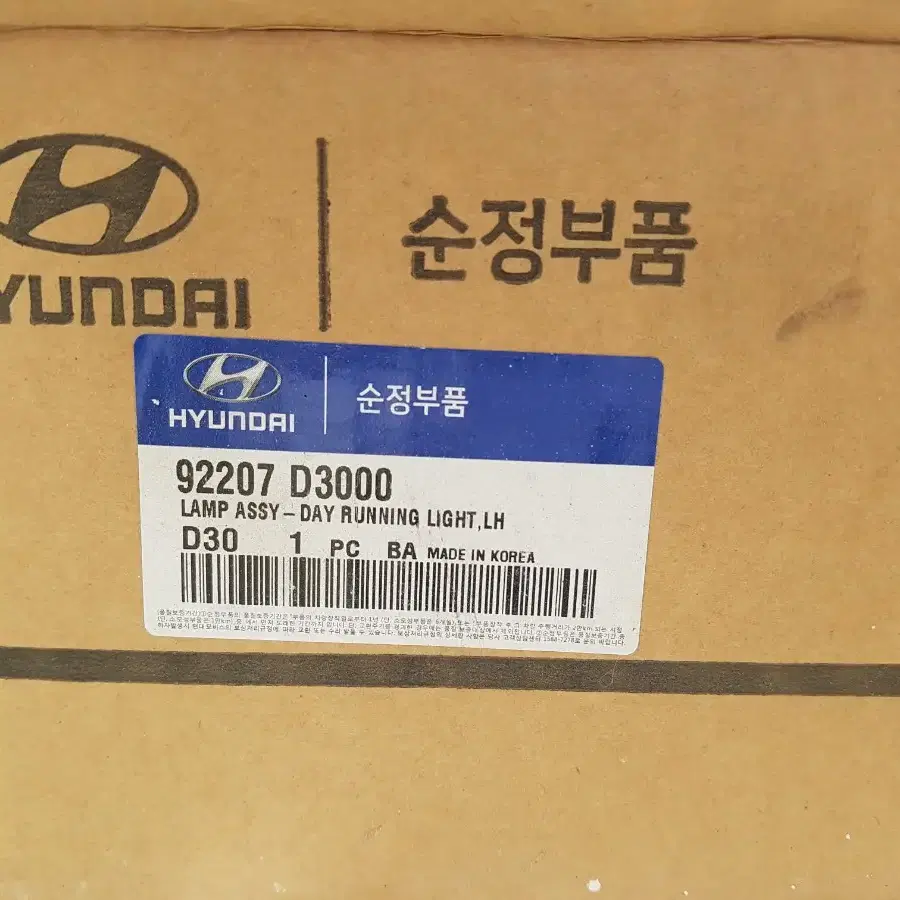 순정부품
HYUNDAI
순정부품
HYUNDAI
92207 D3000
LAMP ASSY - DAY RUNNING LIGHT, LH
D30 1 PC BA MADE IN KOREA